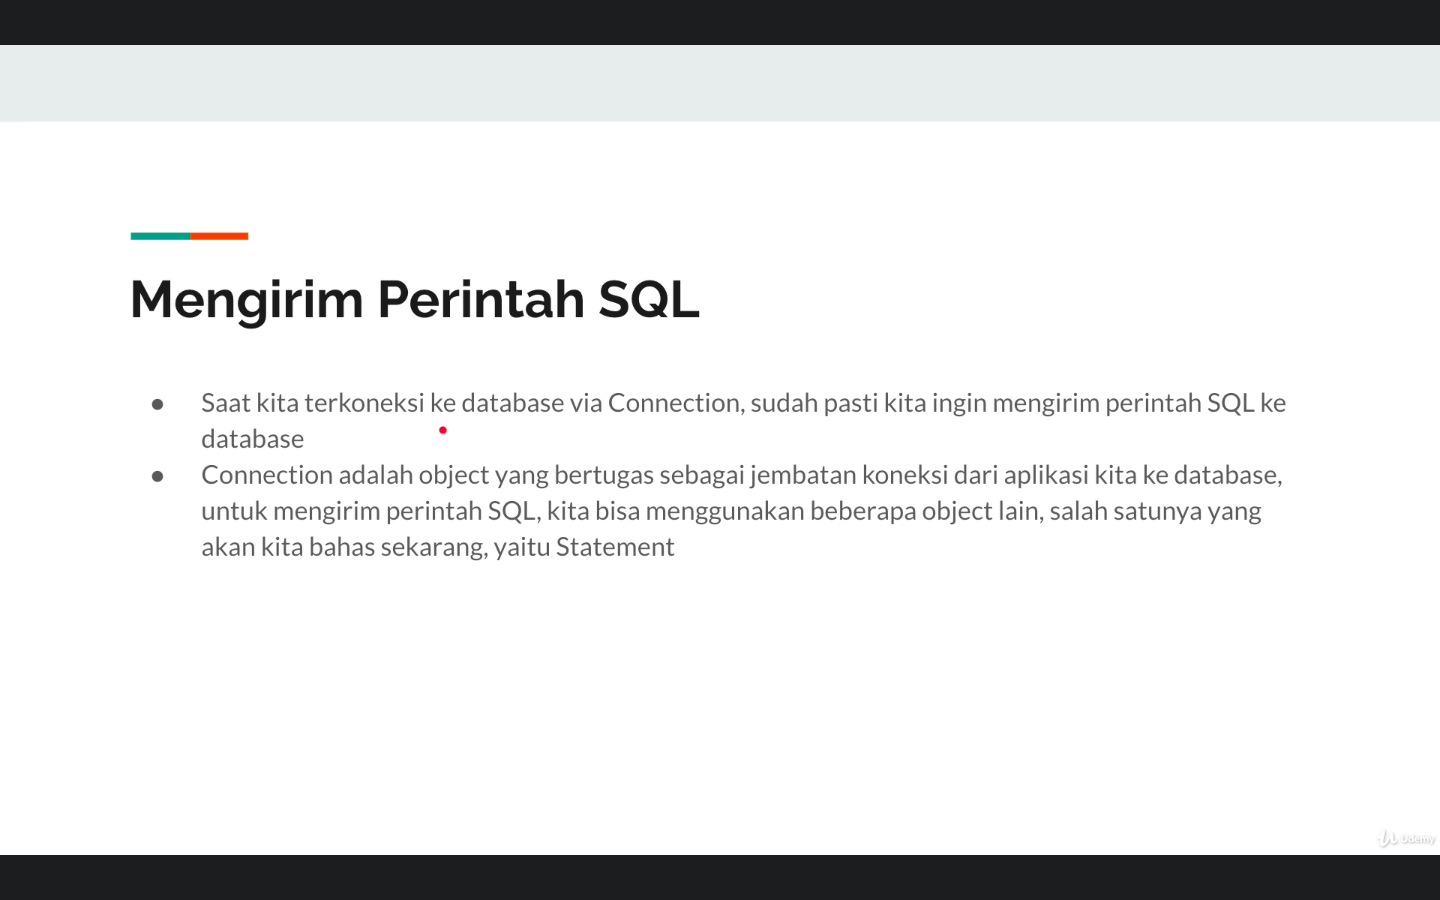 Mengirim Perintah SQL
● Saat kita terkoneksi ke database via Connection, sudah pasti kita ingin mengirim perintah SQL ke
database
● Connection adalah object yang bertugas sebagai jembatan koneksi dari aplikasi kita ke database,
untuk mengirim perintah SQL, kita bisa menggunakan beberapa object lain, salah satunya yang
akan kita bahas sekarang, yaitu Statement
Udemy